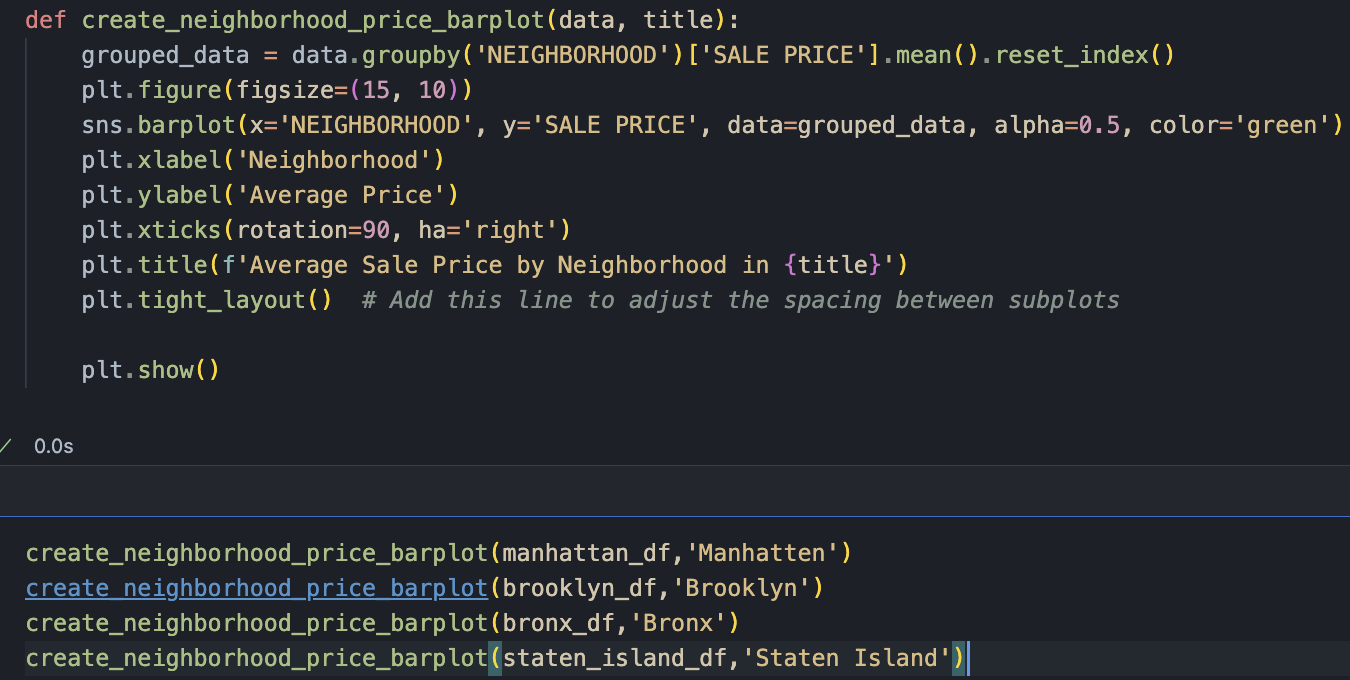 def create_neighborhood_price_barplot(data, title):
    grouped_data = data.groupby('NEIGHBORHOOD')['SALE PRICE'].mean().reset_index()
    plt.figure(figsize=(15, 10))
    sns.barplot(x='NEIGHBORHOOD', y='SALE PRICE', data=grouped_data, alpha=0.5, color='green')
    plt.xlabel('Neighborhood')
    plt.ylabel('Average Price')
    plt.xticks(rotation=90, ha='right')
    plt.title(f'Average Sale Price by Neighborhood in {title}')
    plt.tight_layout()  # Add this line to adjust the spacing between subplots
    plt.show()
✓ 0.0s
create_neighborhood_price_barplot(manhattan_df,'Manhatten')
create_neighborhood_price_barplot(brooklyn_df,'Brooklyn')
create_neighborhood_price_barplot(bronx_df,'Bronx')
create_neighborhood_price_barplot(staten_island_df,'Staten Island')